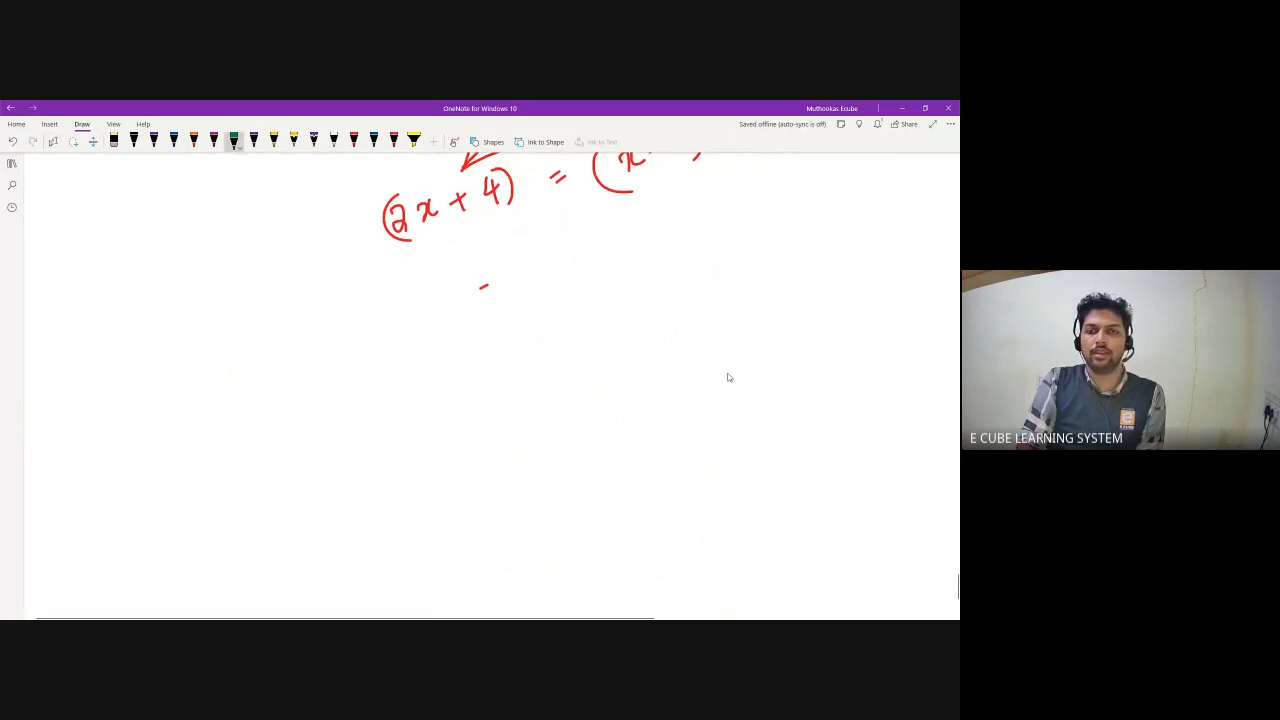 OneNote for Windows 10
Muthookas Ecube
Home Insert Draw View Help
Saved offline (auto-sync is off) Share
Shapes Ink to Shape Ink to Text
(2x + 4) = (x
e
E CUBE
E CUBE LEARNING SYSTEM